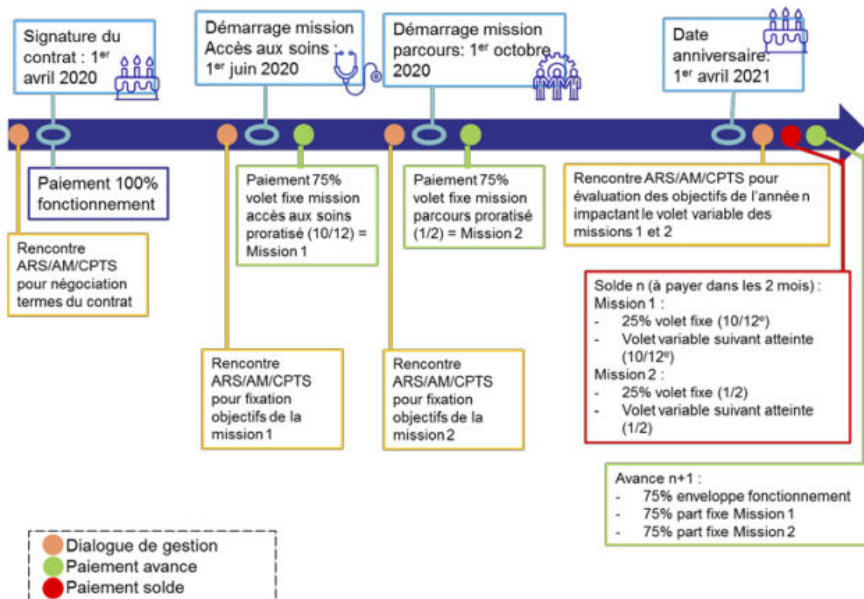 Signature du
contrat : 1er
avril 2020
Démarrage mission
Accès aux soins :
1er juin 2020
Démarrage mission
parcours: 1er octobre
2020
Date
anniversaire:
1er avril 2021
Paiement 100%
fonctionnement
Paiement 75%
volet fixe mission
accès aux soins
proratisé (10/12) =
Mission 1
Paiement 75%
volet fixe mission
parcours proratisé
(1/2) = Mission 2
Rencontre ARS/AM/CPTS pour
évaluation des objectifs de l'année n
impactant le volet variable des
missions 1 et 2
Rencontre
ARS/AM/CPTS
pour négociation
termes du contrat
Rencontre
ARS/AM/CPTS
pour fixation
objectifs de la
mission 1
Rencontre
ARS/AM/CPTS
pour fixation
objectifs de la
mission 2
Solde n (à payer dans les 2 mois) :
Mission 1 :
- 25% volet fixe (10/12e)
- Volet variable suivant atteinte
(10/12e)
Mission 2 :
- 25% volet fixe (1/2)
- Volet variable suivant atteinte
(1/2)
Avance n+1 :
- 75% enveloppe fonctionnement
- 75% part fixe Mission 1
- 75% part fixe Mission 2
Dialogue de gestion
Paiement avance
Paiement solde